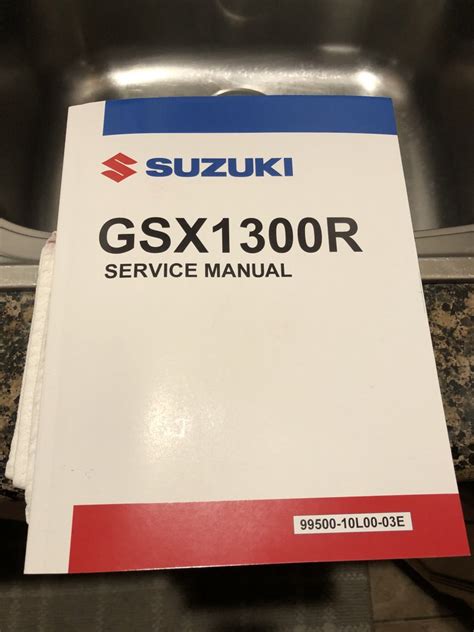 SUZUKI
GSX1300R
SERVICE MANUAL
99500-10L00-03E